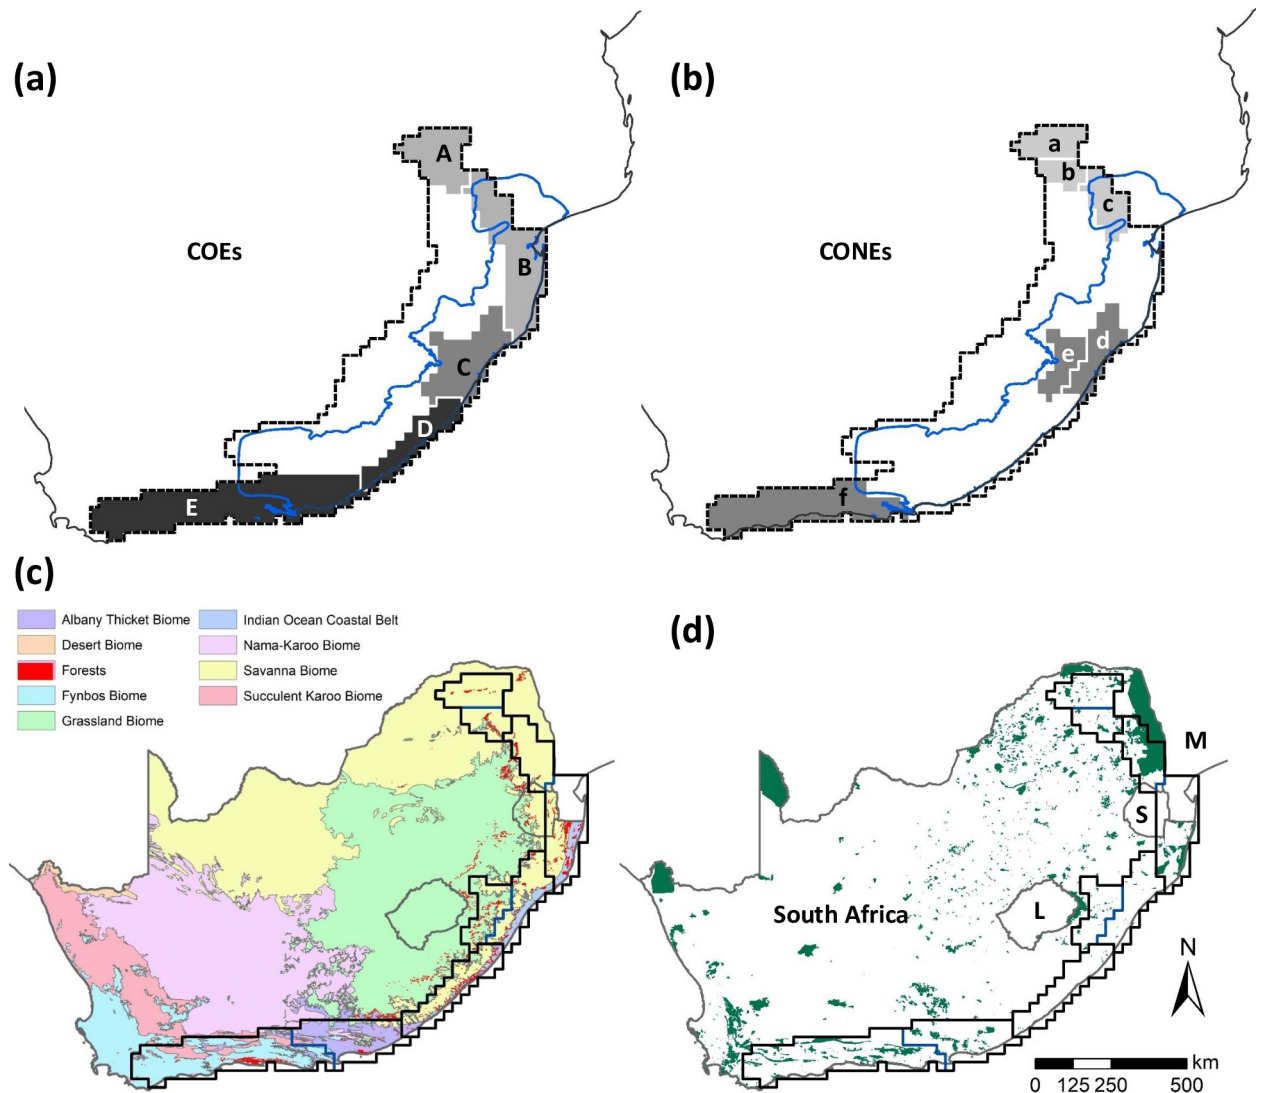 (a)
(b)
A
a
b
c
COEs
CONEs
B
d
C
e
D
E
f
(c)
(d)
Albany Thicket Biome
Indian Ocean Coastal Belt
Desert Biome
Nama-Karoo Biome
Forests
Savanna Biome
Fynbos Biome
Succulent Karoo Biome
Grassland Biome
M
S
South Africa
L
N
km
0 125 250 500